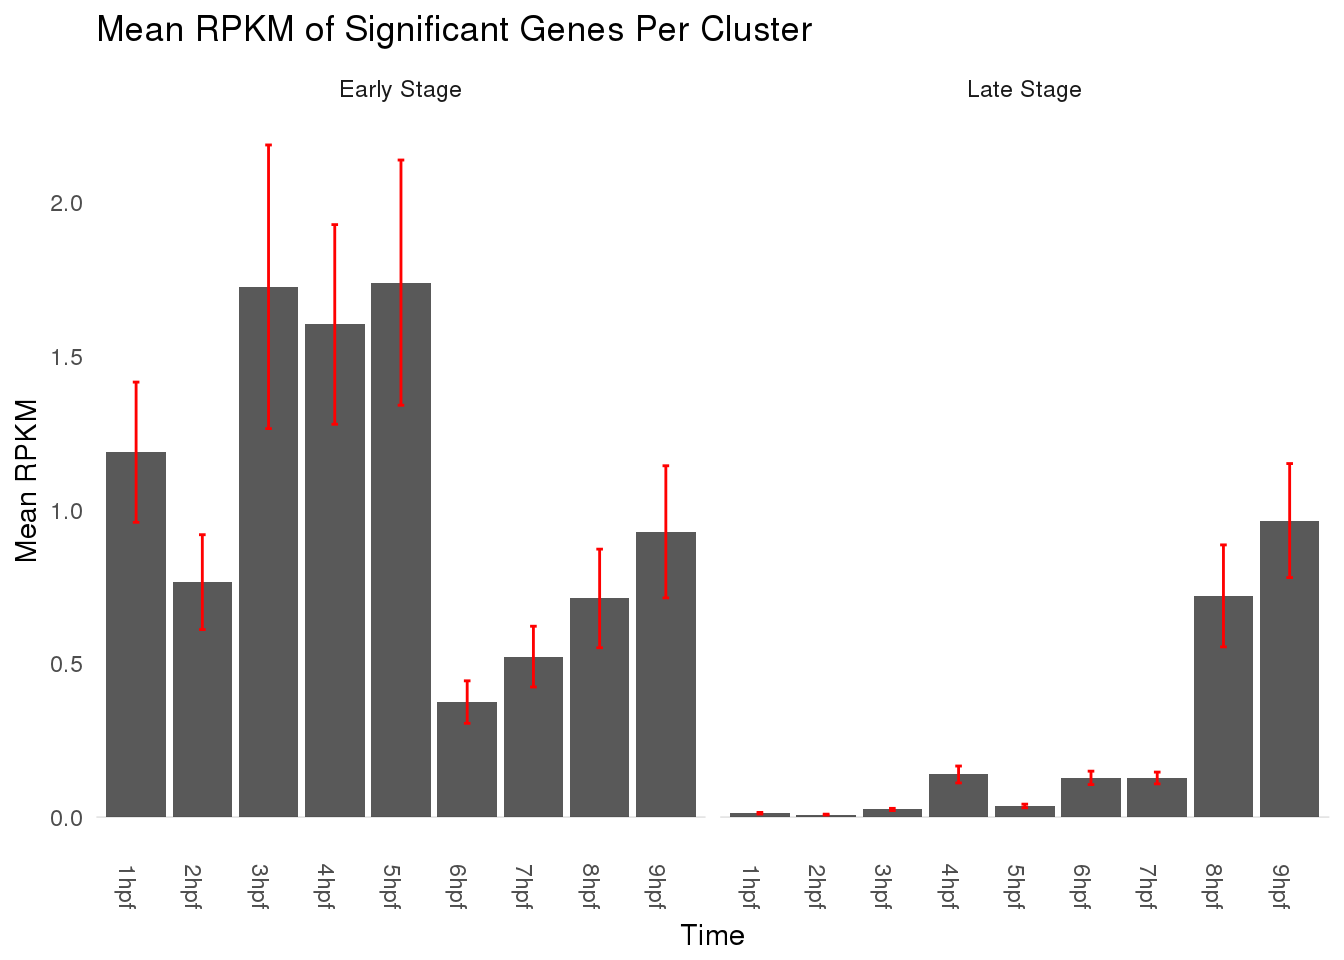 Mean RPKM of Significant Genes Per Cluster
Early Stage
Late Stage
Mean RPKM
2.0
1.5
1.0
0.5
0.0
1hpf
2hpf
3hpf
4hpf
5hpf
6hpf
7hpf
8hpf
9hpf
1hpf
2hpf
3hpf
4hpf
5hpf
6hpf
7hpf
8hpf
9hpf
Time